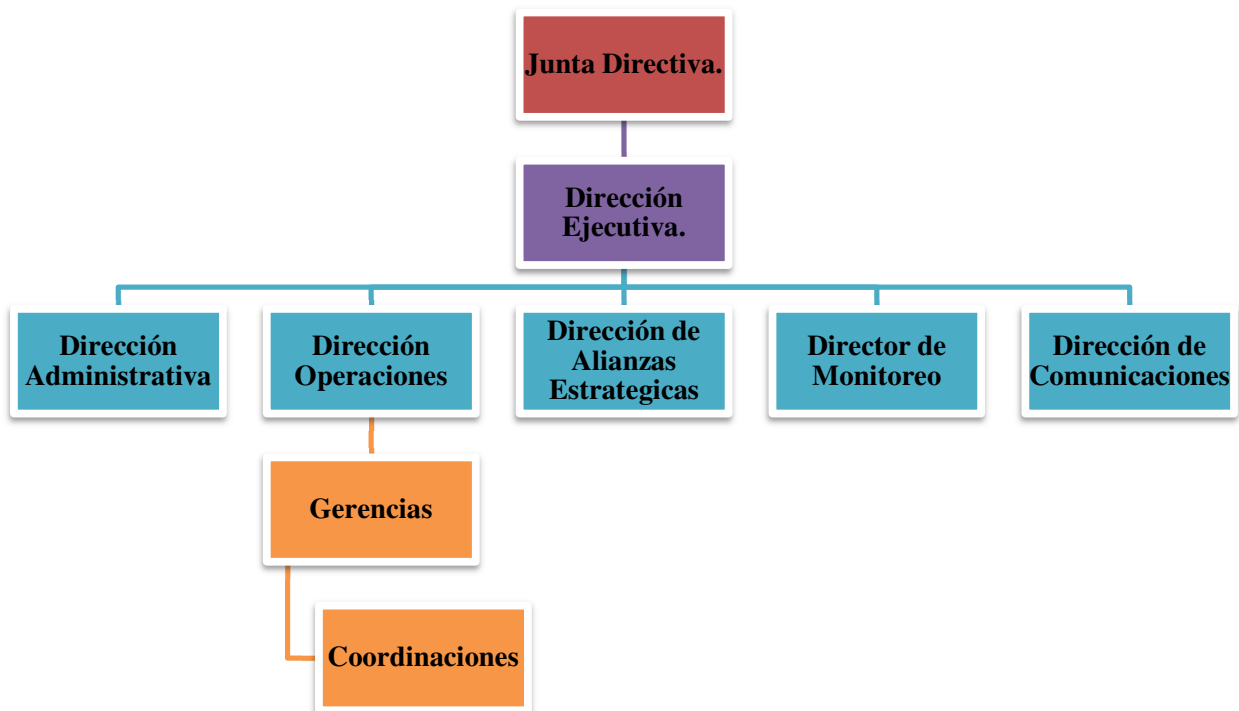 Junta Directiva.
Dirección
Ejecutiva.
Dirección
Administrativa
Dirección
Operaciones
Dirección de
Alianzas
Estrategicas
Director de
Monitoreo
Dirección de
Comunicaciones
Gerencias
Coordinaciones